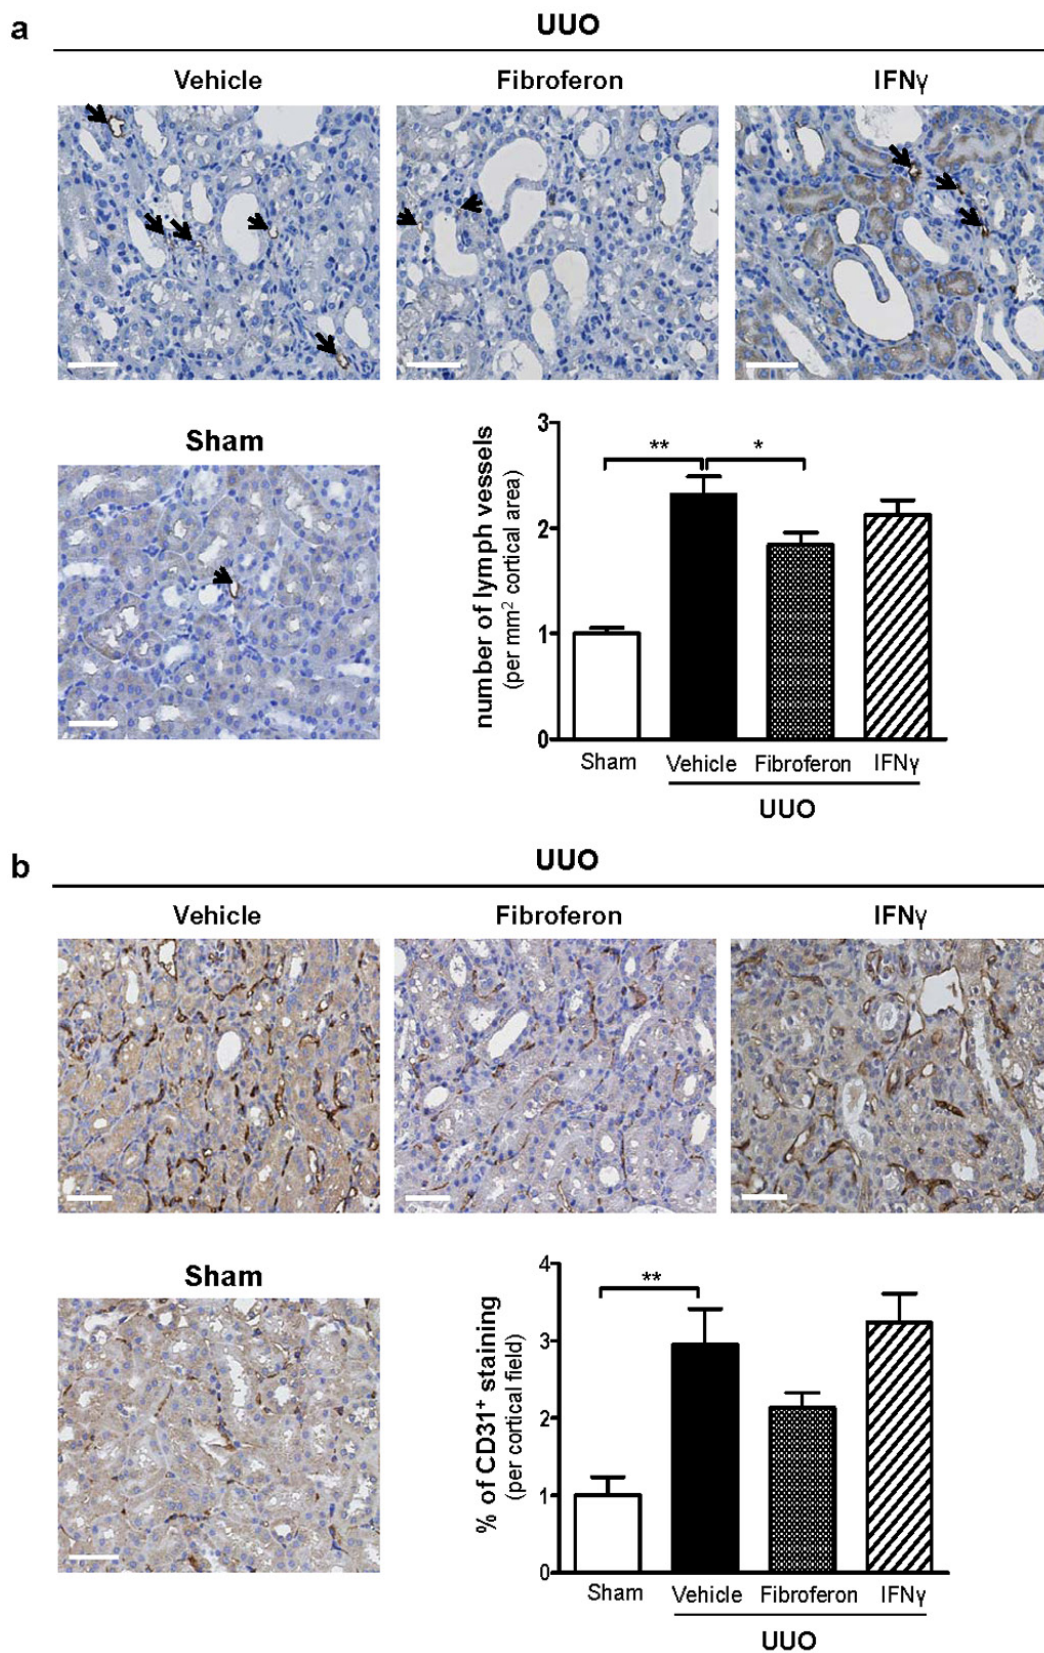 a
UUO
Vehicle Fibroferon IFNγ
Sham
number of lymph vessels
(per mm² cortical area)
3
2
1
0
** *
Sham Vehicle Fibroferon IFNγ
UUO
b
UUO
Vehicle Fibroferon IFNγ
Sham
% of CD31⁺ staining
(per cortical field)
4
3
2
1
0
**
Sham Vehicle Fibroferon IFNγ
UUO